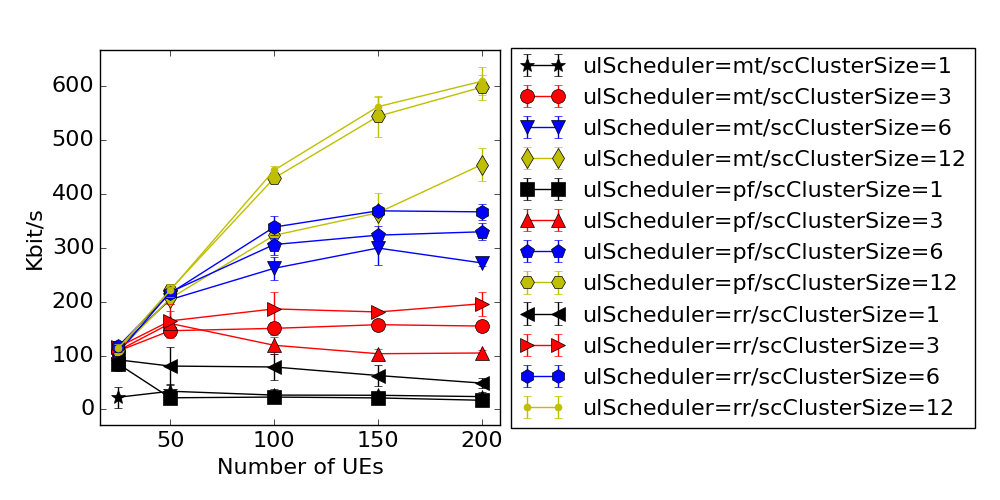 600
500
400
300
200
100
0
Kbit/s
50 100 150 200
Number of UEs
ulScheduler=mt/scClusterSize=1
ulScheduler=mt/scClusterSize=3
ulScheduler=mt/scClusterSize=6
ulScheduler=mt/scClusterSize=12
ulScheduler=pf/scClusterSize=1
ulScheduler=pf/scClusterSize=3
ulScheduler=pf/scClusterSize=6
ulScheduler=pf/scClusterSize=12
ulScheduler=rr/scClusterSize=1
ulScheduler=rr/scClusterSize=3
ulScheduler=rr/scClusterSize=6
ulScheduler=rr/scClusterSize=12